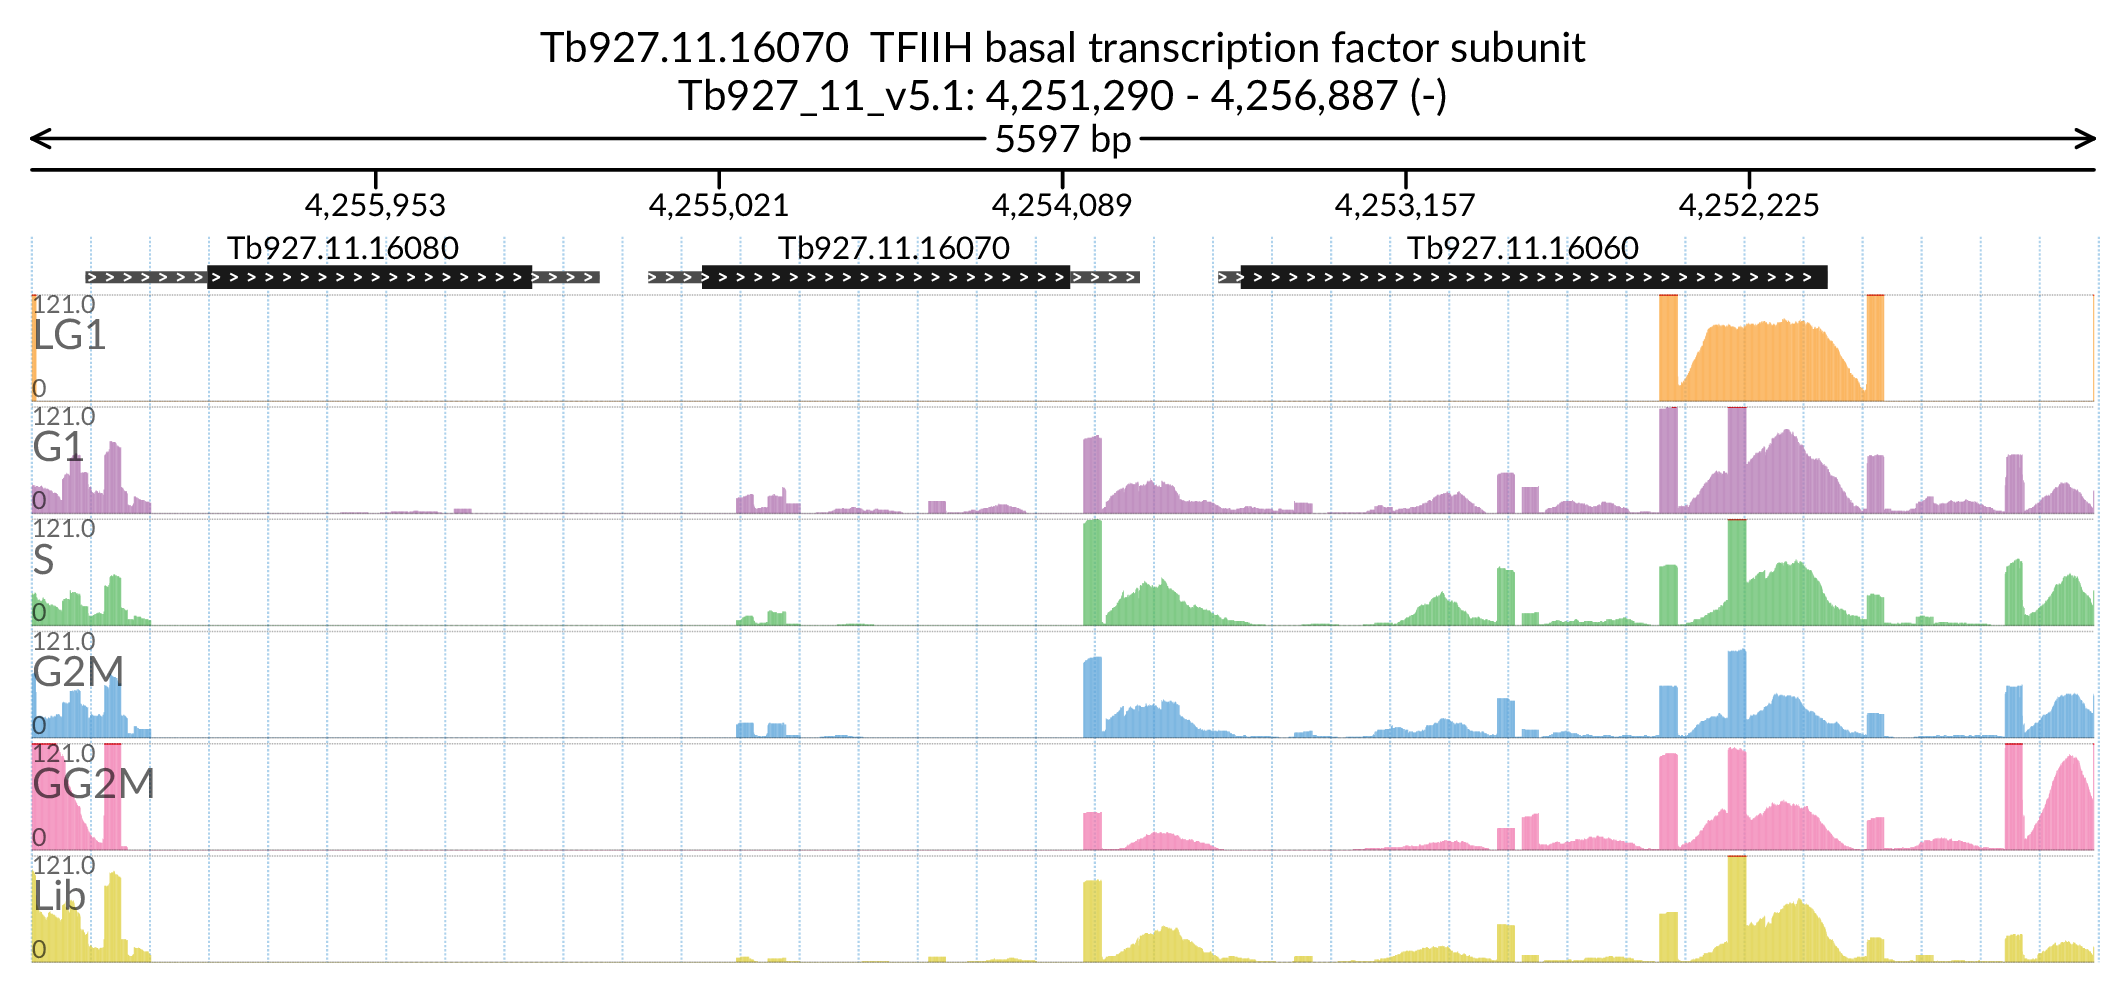 Tb927.11.16070 TFIIH basal transcription factor subunit
Tb927_11_v5.1: 4,251,290 - 4,256,887 (-)
5597 bp
4,255,953 4,255,021 4,254,089 4,253,157 4,252,225
Tb927.11.16080 Tb927.11.16070 Tb927.11.16060
121.0
LG1
0
121.0
G1
0
121.0
S
0
121.0
G2M
0
121.0
GG2M
0
121.0
Lib
0